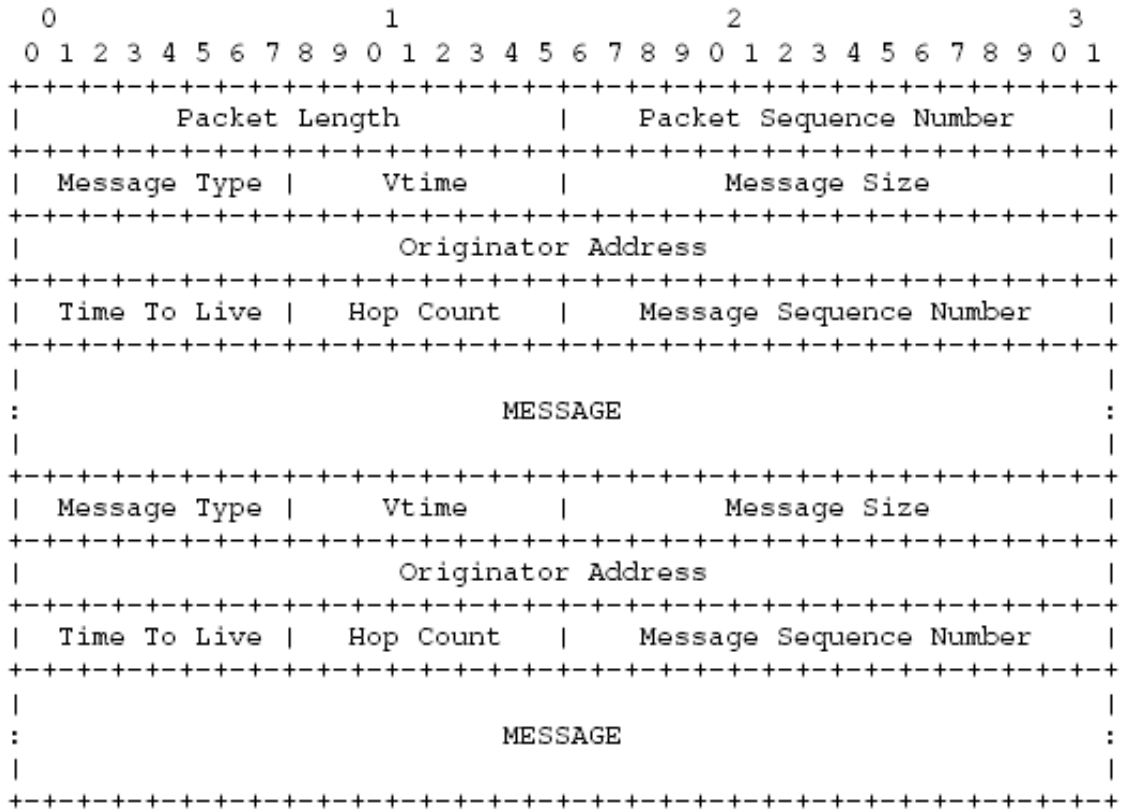 0                   1                   2                   3
    0 1 2 3 4 5 6 7 8 9 0 1 2 3 4 5 6 7 8 9 0 1 2 3 4 5 6 7 8 9 0 1
   +-+-+-+-+-+-+-+-+-+-+-+-+-+-+-+-+-+-+-+-+-+-+-+-+-+-+-+-+-+-+-+-+
   |         Packet Length         |    Packet Sequence Number     |
   +-+-+-+-+-+-+-+-+-+-+-+-+-+-+-+-+-+-+-+-+-+-+-+-+-+-+-+-+-+-+-+-+
   |  Message Type |     Vtime     |         Message Size          |
   +-+-+-+-+-+-+-+-+-+-+-+-+-+-+-+-+-+-+-+-+-+-+-+-+-+-+-+-+-+-+-+-+
   |                      Originator Address                       |
   +-+-+-+-+-+-+-+-+-+-+-+-+-+-+-+-+-+-+-+-+-+-+-+-+-+-+-+-+-+-+-+-+
   |  Time To Live |   Hop Count   |    Message Sequence Number    |
   +-+-+-+-+-+-+-+-+-+-+-+-+-+-+-+-+-+-+-+-+-+-+-+-+-+-+-+-+-+-+-+-+
   |                                                               |
   :                            MESSAGE                            :
   |                                                               |
   +-+-+-+-+-+-+-+-+-+-+-+-+-+-+-+-+-+-+-+-+-+-+-+-+-+-+-+-+-+-+-+-+
   |  Message Type |     Vtime     |         Message Size          |
   +-+-+-+-+-+-+-+-+-+-+-+-+-+-+-+-+-+-+-+-+-+-+-+-+-+-+-+-+-+-+-+-+
   |                      Originator Address                       |
   +-+-+-+-+-+-+-+-+-+-+-+-+-+-+-+-+-+-+-+-+-+-+-+-+-+-+-+-+-+-+-+-+
   |  Time To Live |   Hop Count   |    Message Sequence Number    |
   +-+-+-+-+-+-+-+-+-+-+-+-+-+-+-+-+-+-+-+-+-+-+-+-+-+-+-+-+-+-+-+-+
   |                                                               |
   :                            MESSAGE                            :
   |                                                               |
   +-+-+-+-+-+-+-+-+-+-+-+-+-+-+-+-+-+-+-+-+-+-+-+-+-+-+-+-+-+-+-+-+